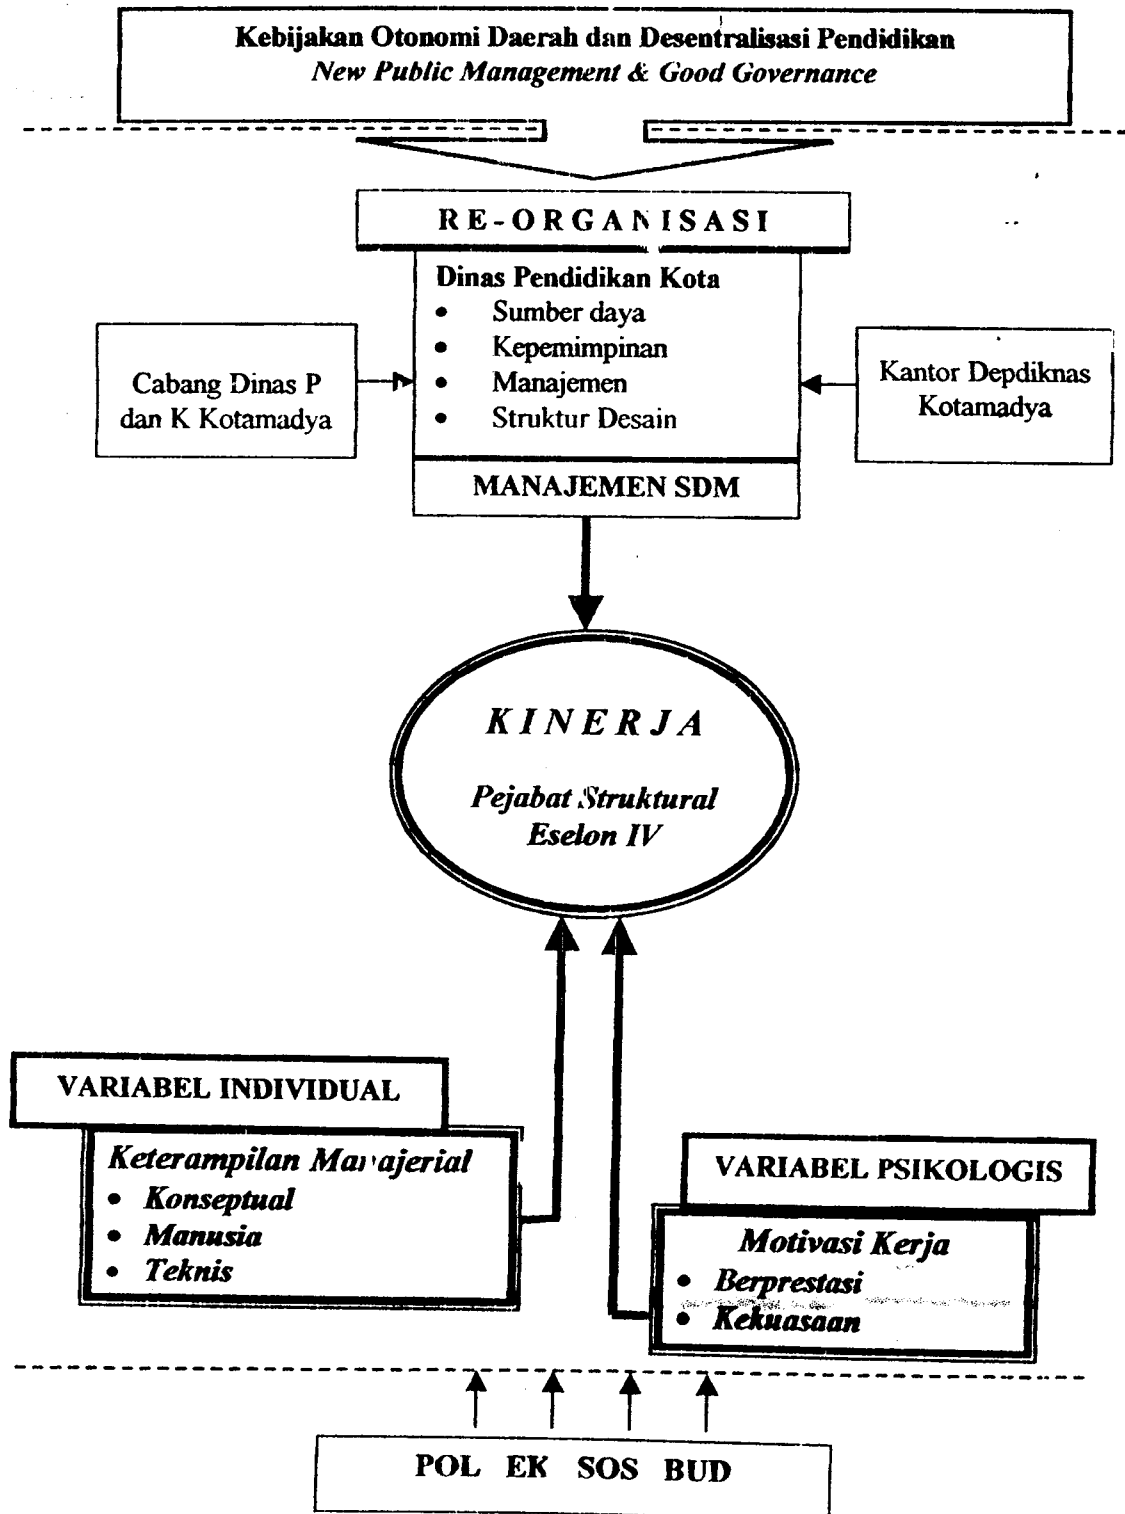 Kebijakan Otonomi Daerah dan Desentralisasi Pendidikan
New Public Management & Good Governance
RE-ORGANISASI
Dinas Pendidikan Kota
• Sumber daya
• Kepemimpinan
• Manajemen
• Struktur Desain
MANAJEMEN SDM
Cabang Dinas P
dan K Kotamadya
Kantor Depdiknas
Kotamadya
KINERJA
Pejabat Struktural
Eselon IV
VARIABEL INDIVIDUAL
Keterampilan Manajerial
• Konseptual
• Manusia
• Teknis
VARIABEL PSIKOLOGIS
Motivasi Kerja
• Berprestasi
• Kekuasaan
POL EK SOS BUD